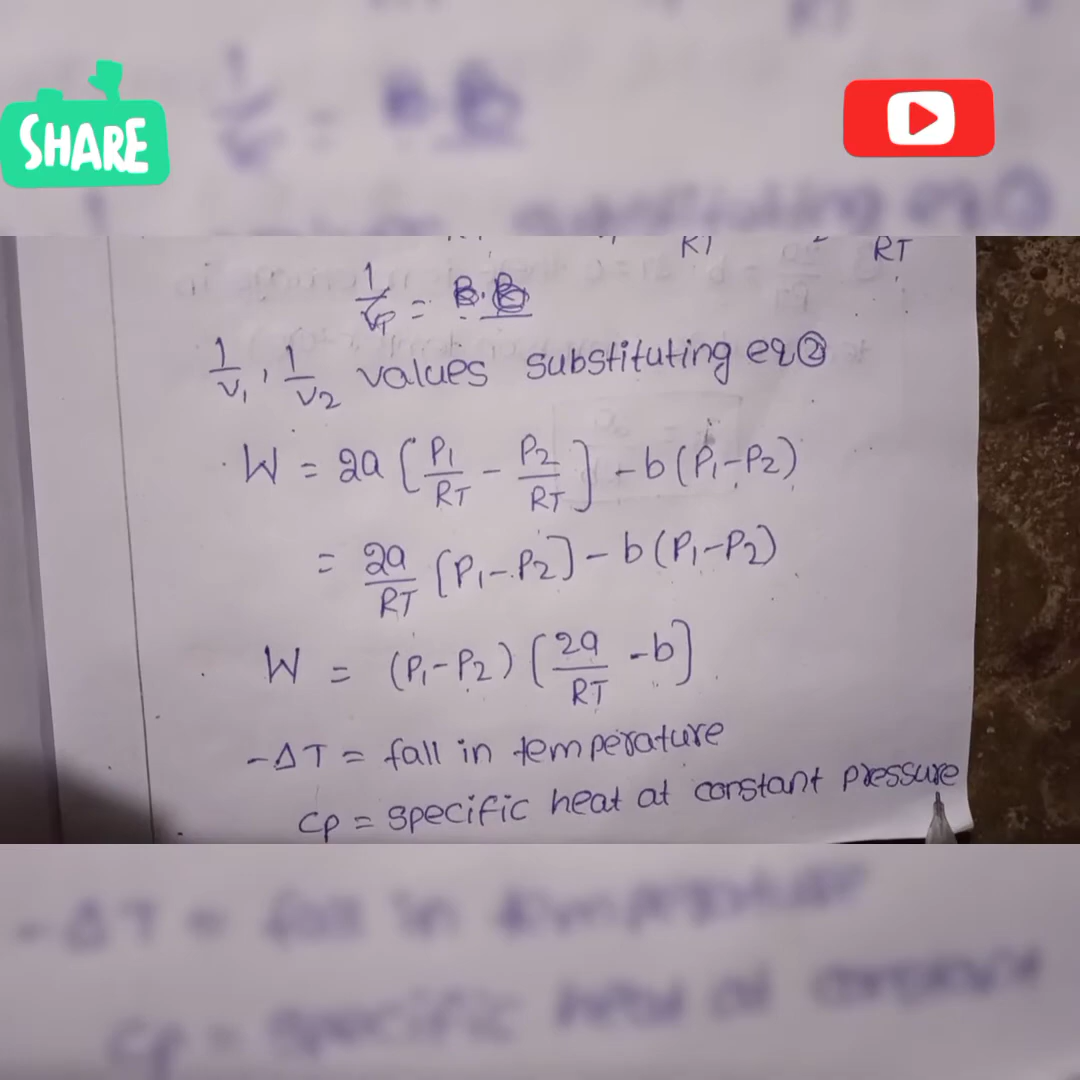 SHARE
RT RT
1/V
1/V₁, 1/V₂ values substituting eq②
W = 2a [P₁/RT - P₂/RT] - b(P₁-P₂)
= 2a/RT [P₁-P₂] - b(P₁-P₂)
W = (P₁-P₂) [2a/RT - b]
-ΔT = fall in temperature
Cp = specific heat at constant pressure